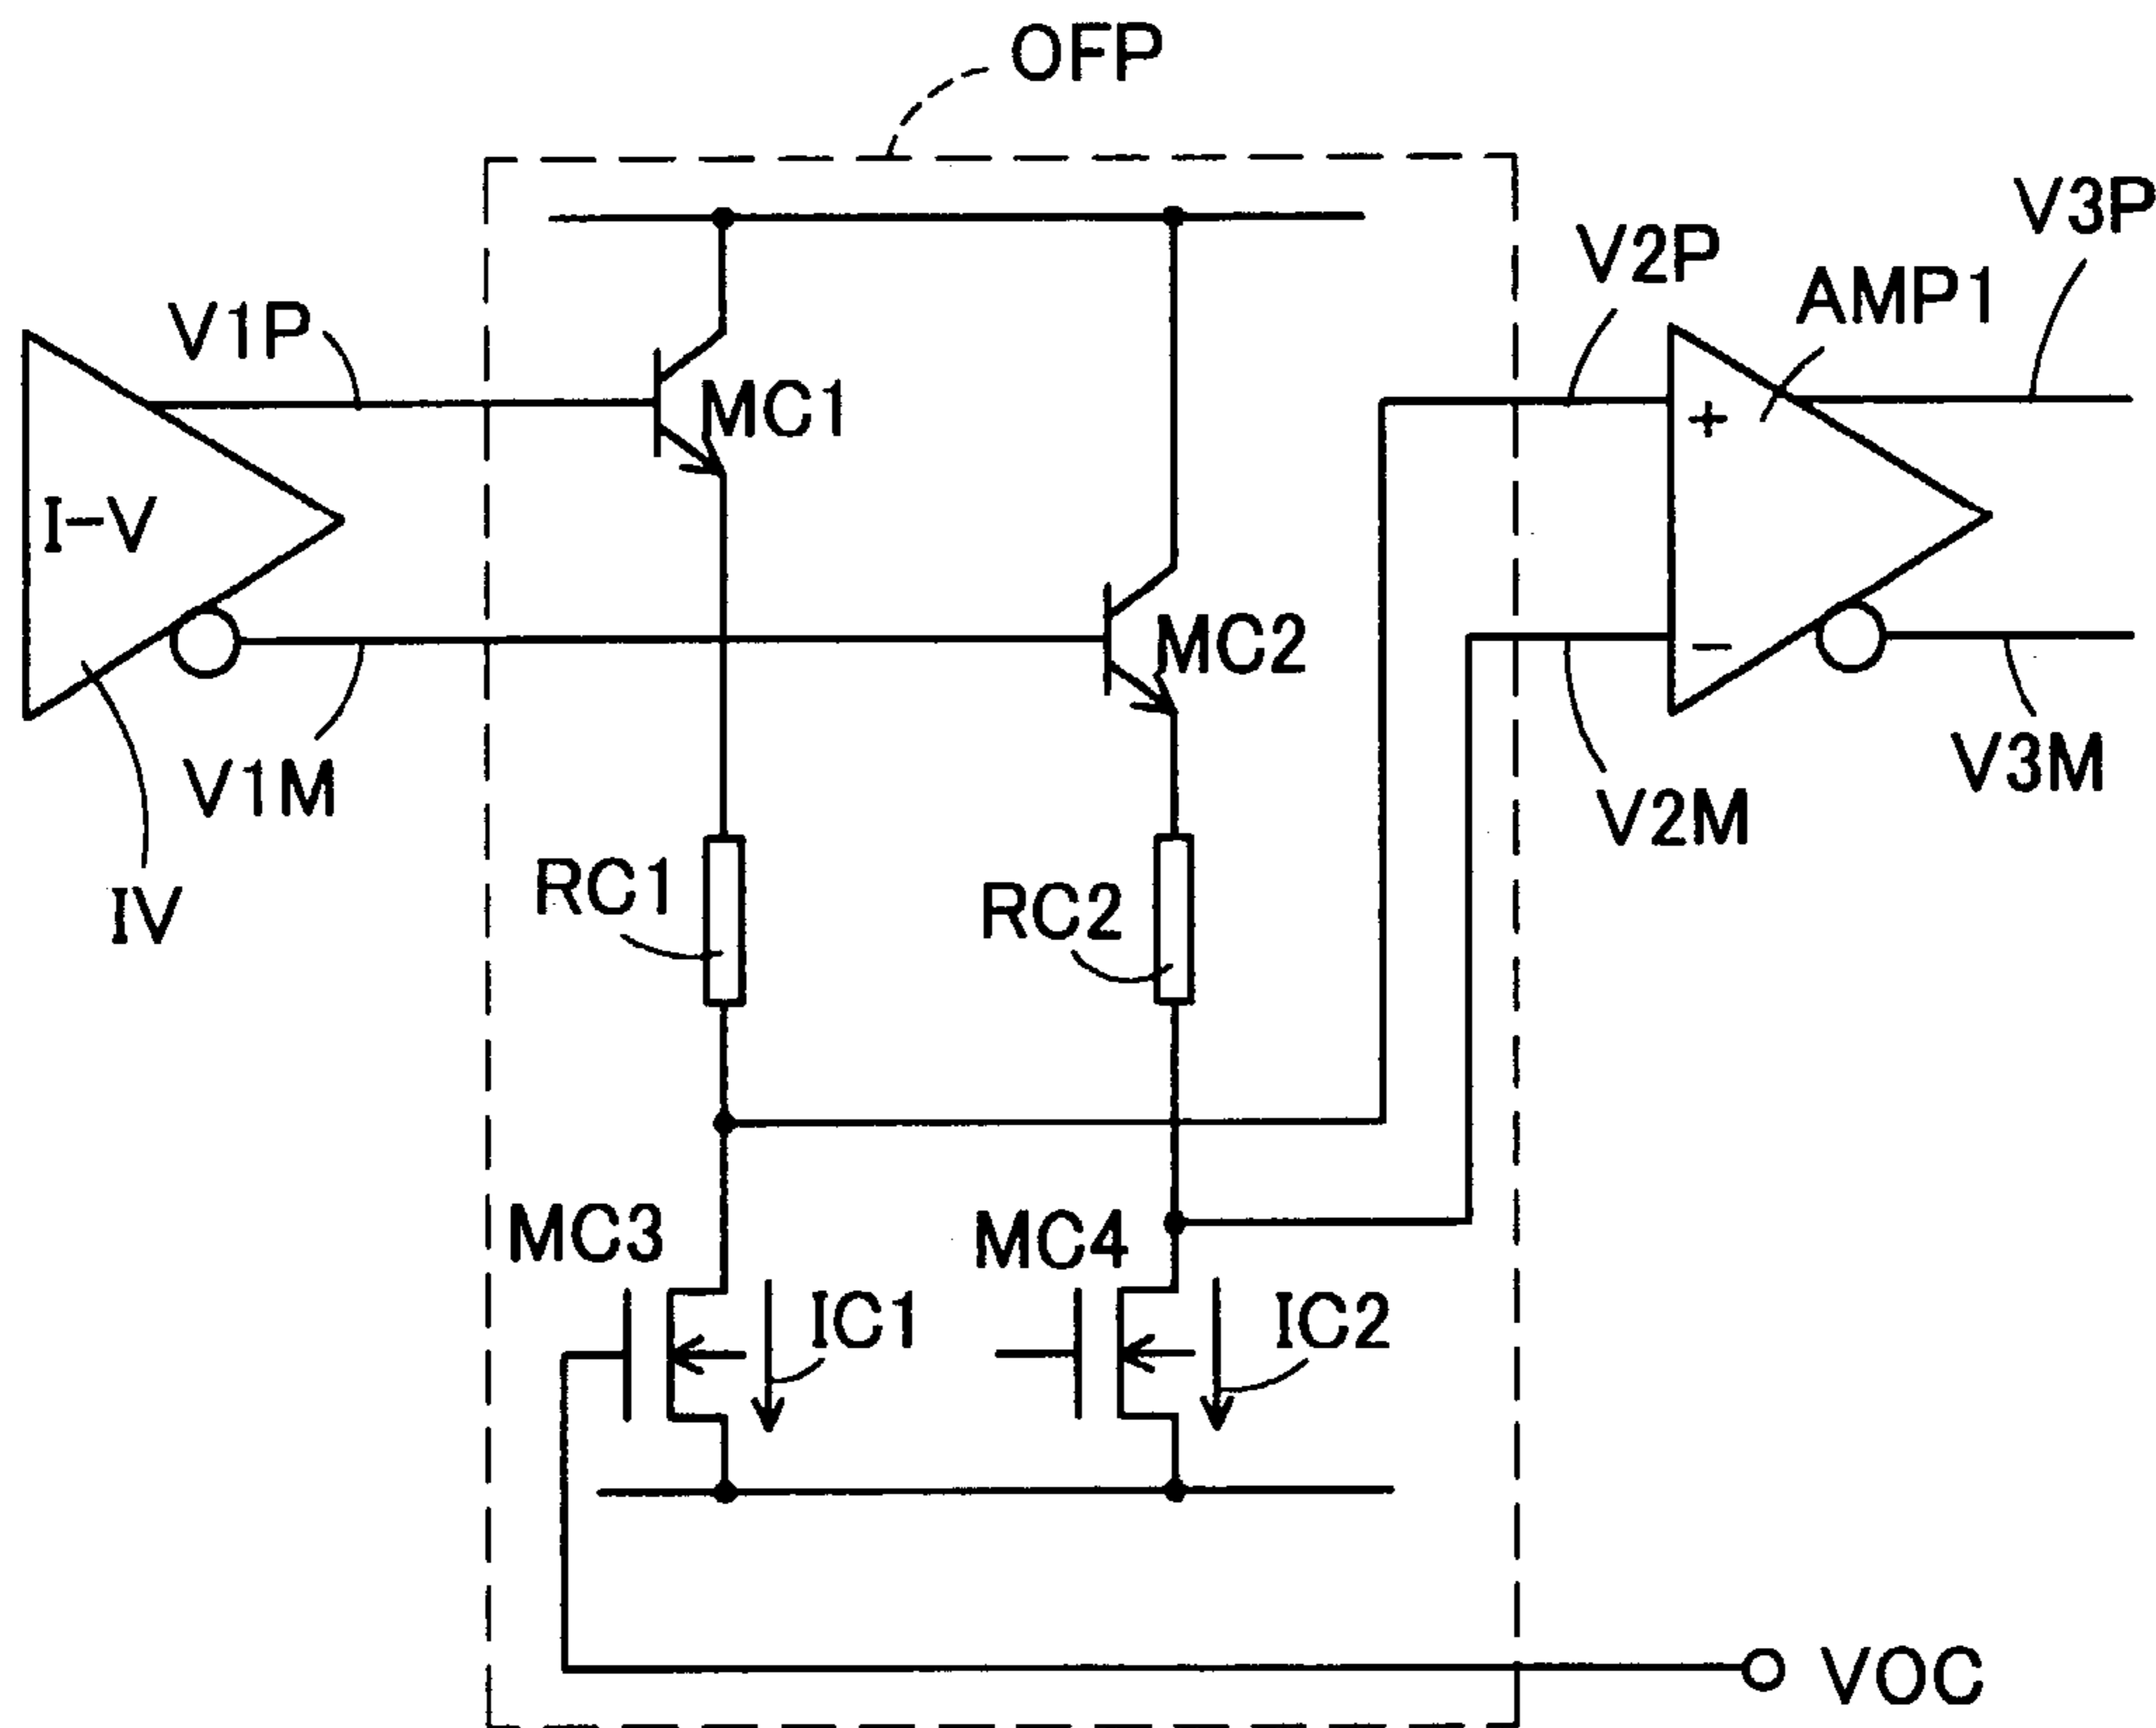 OFP
V3P
V2P
AMP1
V1P
MC1
+
I-V
MC2
−
V1M
V3M
V2M
RC1
RC2
IV
MC3
MC4
IC1
IC2
VOC